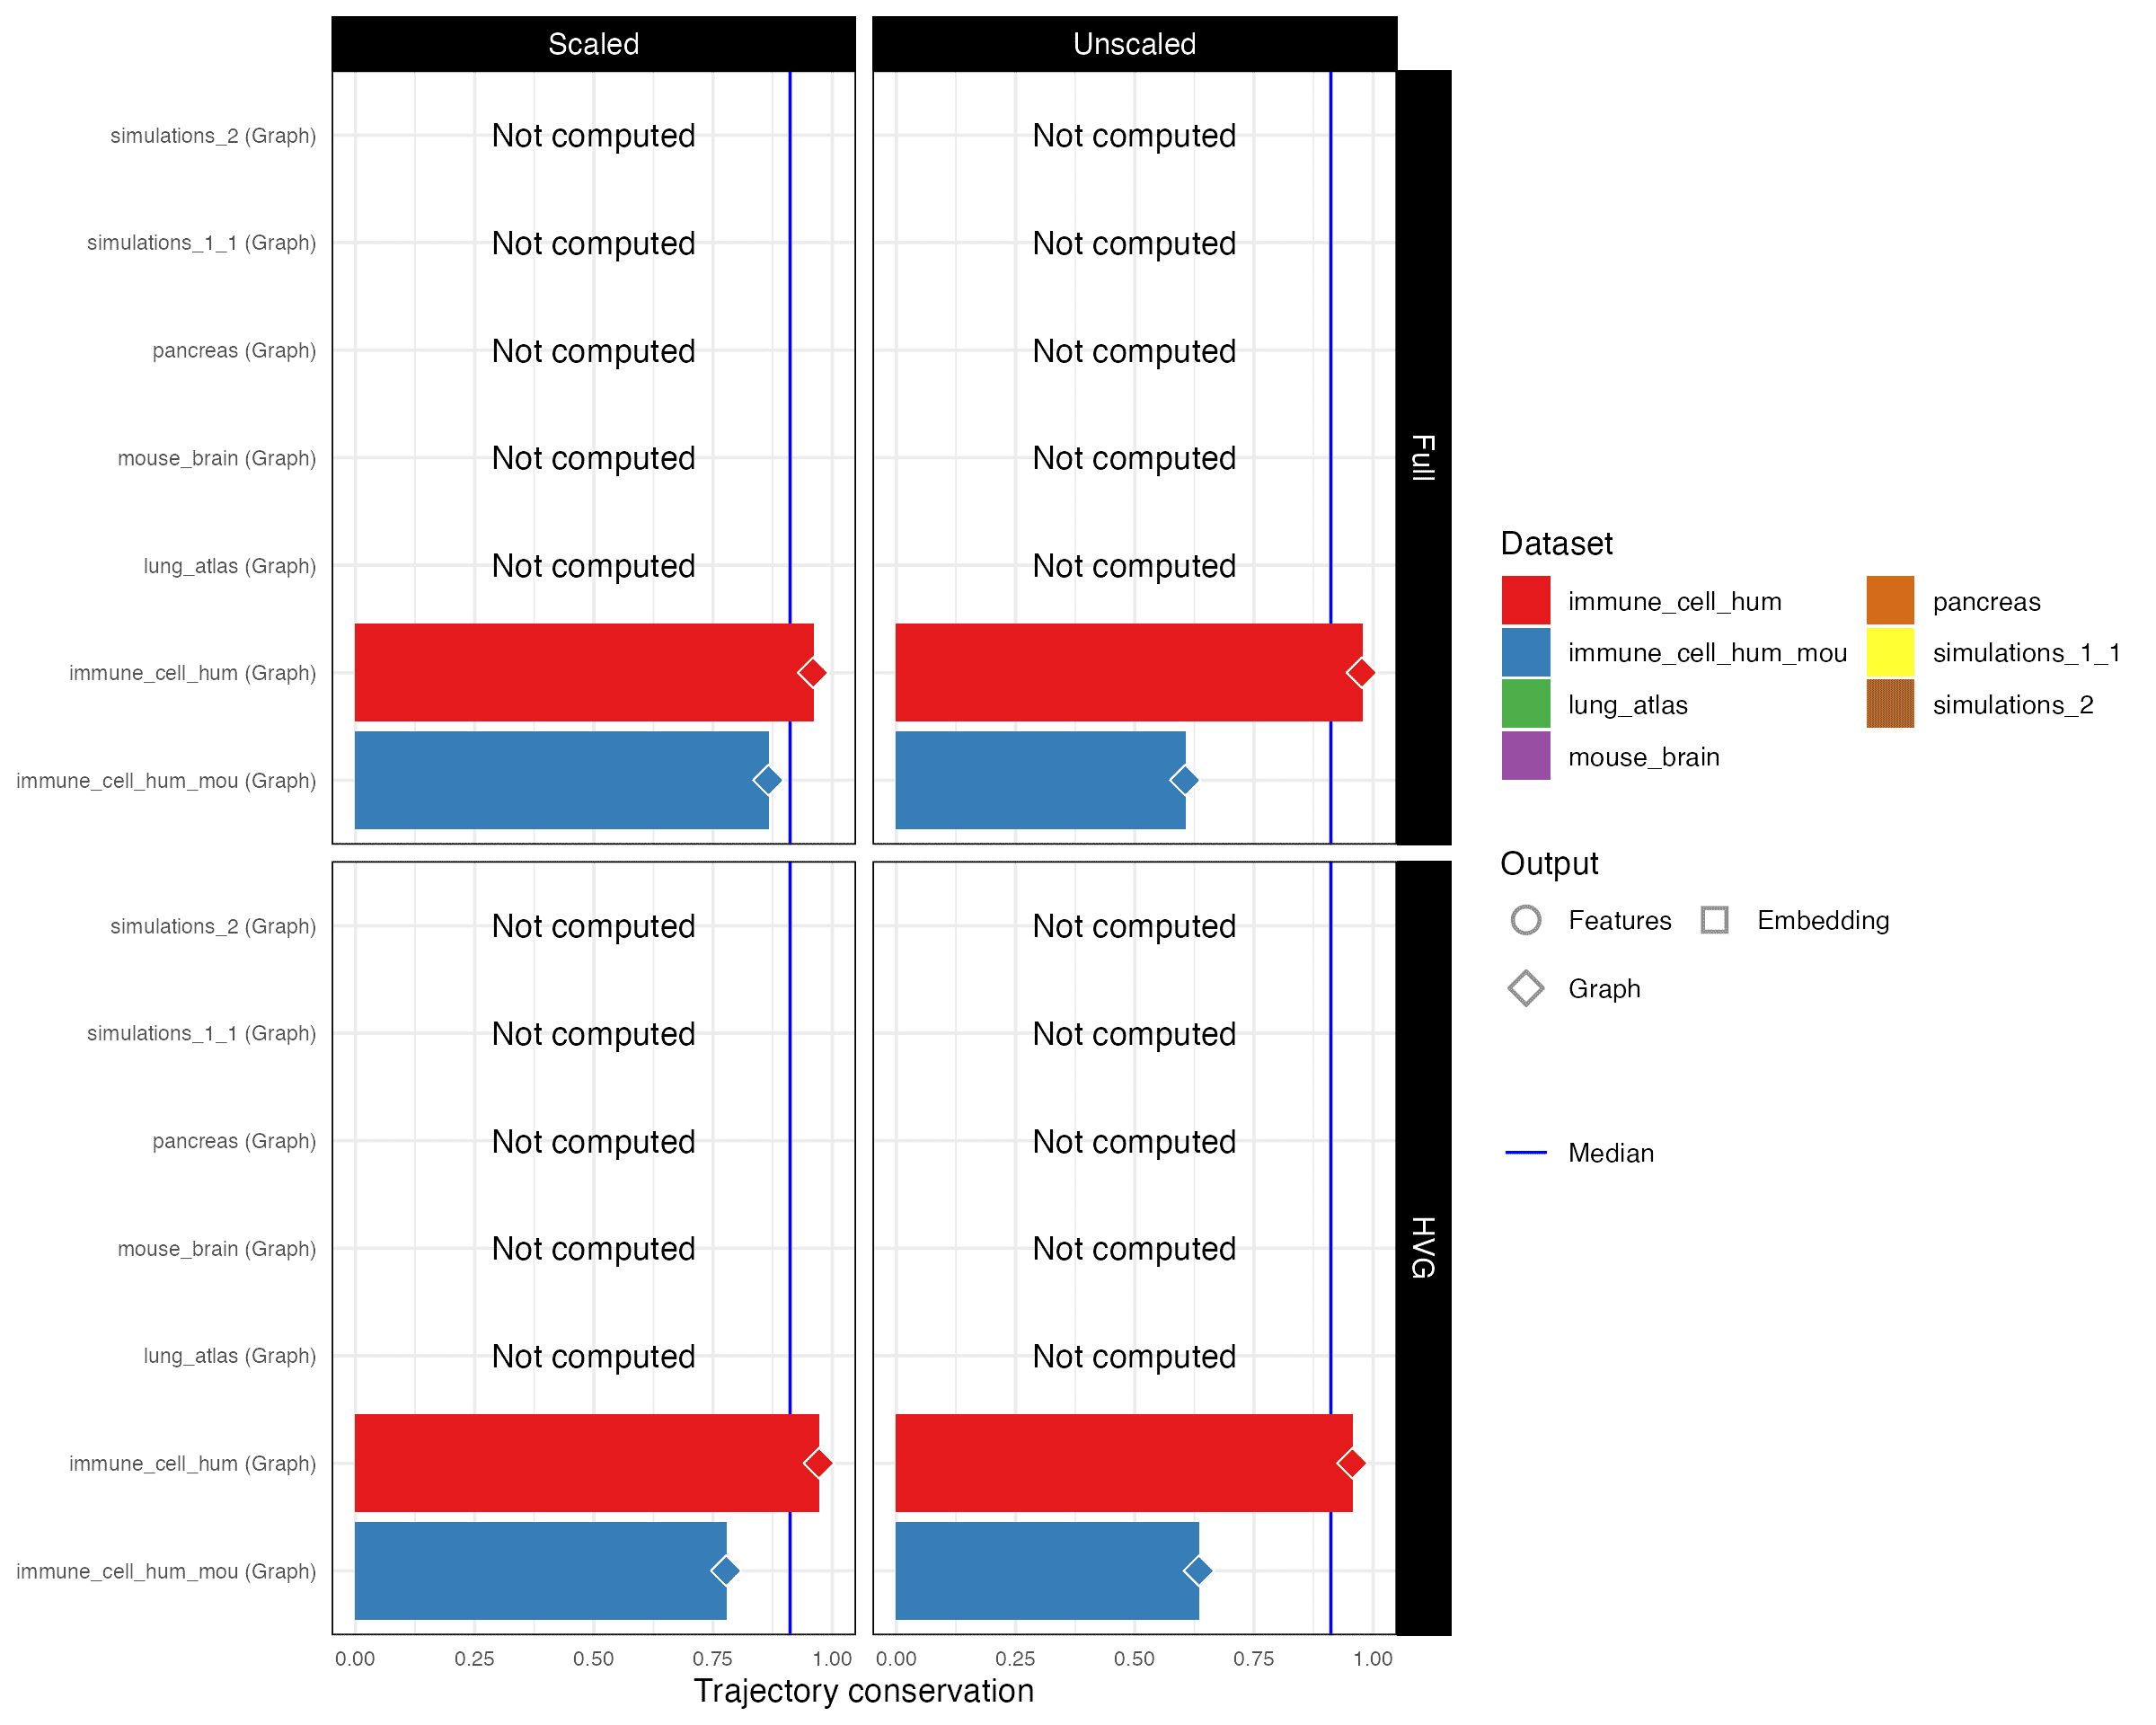 Scaled
Unscaled
simulations_2 (Graph)
Not computed
Not computed
simulations_1_1 (Graph)
Not computed
Not computed
pancreas (Graph)
Not computed
Not computed
mouse_brain (Graph)
Not computed
Not computed
lung_atlas (Graph)
Not computed
Not computed
immune_cell_hum (Graph)
immune_cell_hum_mou (Graph)
Full
simulations_2 (Graph)
Not computed
Not computed
simulations_1_1 (Graph)
Not computed
Not computed
pancreas (Graph)
Not computed
Not computed
mouse_brain (Graph)
Not computed
Not computed
lung_atlas (Graph)
Not computed
Not computed
immune_cell_hum (Graph)
immune_cell_hum_mou (Graph)
HVG
0.00 0.25 0.50 0.75 1.00
0.00 0.25 0.50 0.75 1.00
Trajectory conservation
Dataset
immune_cell_hum
immune_cell_hum_mou
lung_atlas
mouse_brain
pancreas
simulations_1_1
simulations_2
Output
Features
Embedding
Graph
Median